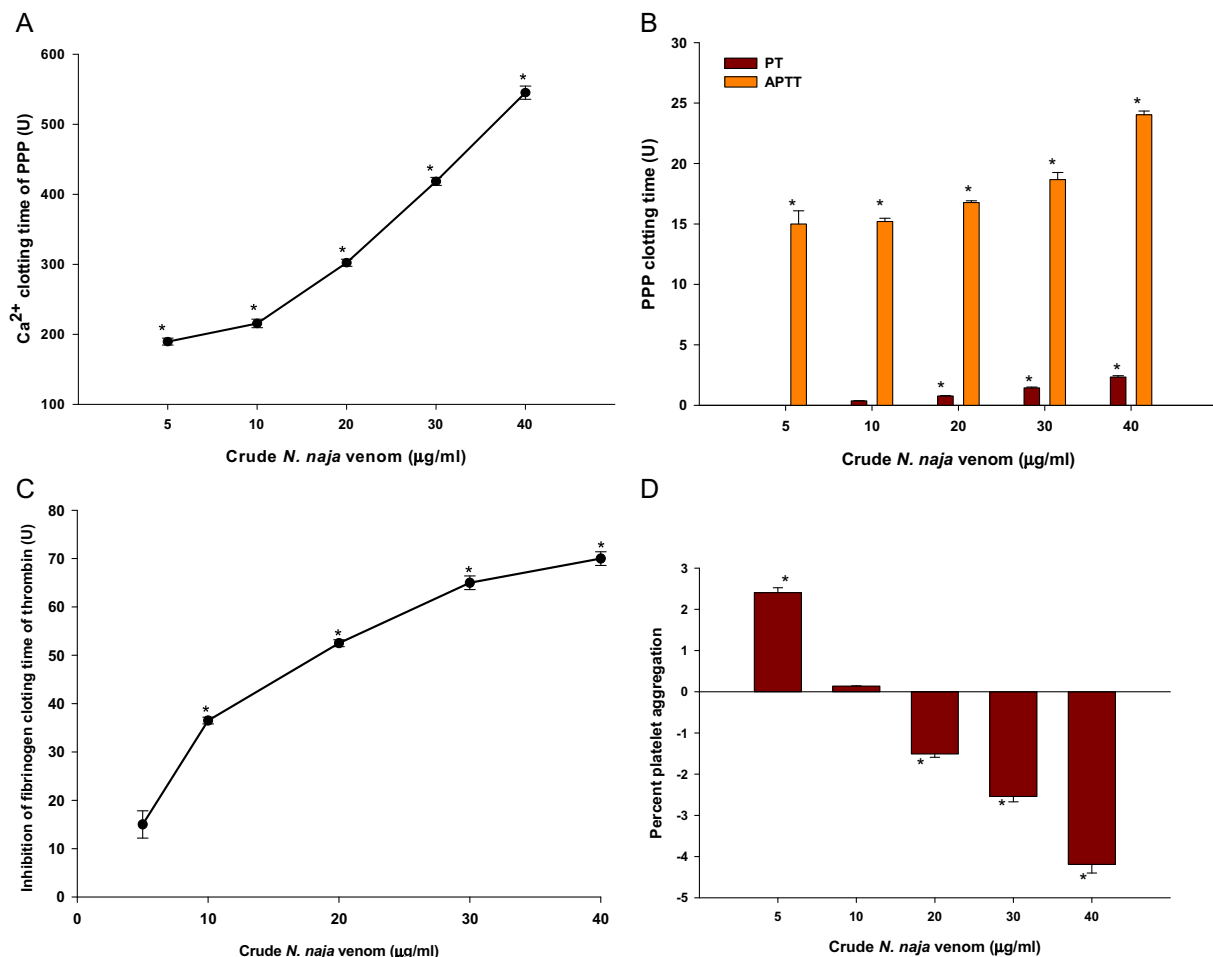 A
600
500
400
300
200
100
Ca2+ clotting time of PPP (U)
*
*
*
*
*
5 10 20 30 40
Crude N. naja venom (μg/ml)
B
30
25
20
15
10
5
0
PPP clotting time (U)
PT
APTT
*
*
*
*
*
*
*
*
5 10 20 30 40
Crude N. naja venom (μg/ml)
C
80
70
60
50
40
30
20
10
0
Inhibition of fibrinogen cloting time of thrombin (U)
*
*
*
*
0 10 20 30 40
Crude N. naja venom (μg/ml)
D
3
2
1
0
-1
-2
-3
-4
-5
Percent platelet aggregation
*
*
*
*
5 10 20 30 40
Crude N. naja venom (μg/ml)